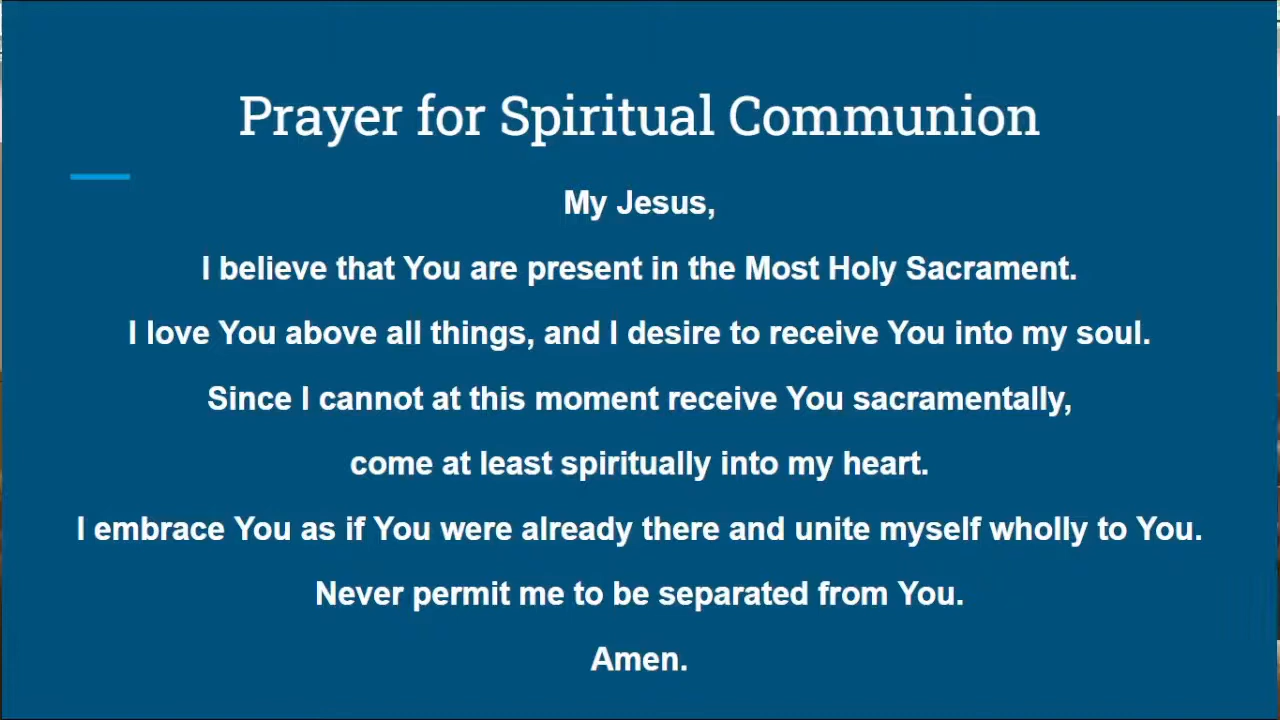 Prayer for Spiritual Communion
My Jesus,
I believe that You are present in the Most Holy Sacrament.
I love You above all things, and I desire to receive You into my soul.
Since I cannot at this moment receive You sacramentally,
come at least spiritually into my heart.
I embrace You as if You were already there and unite myself wholly to You.
Never permit me to be separated from You.
Amen.